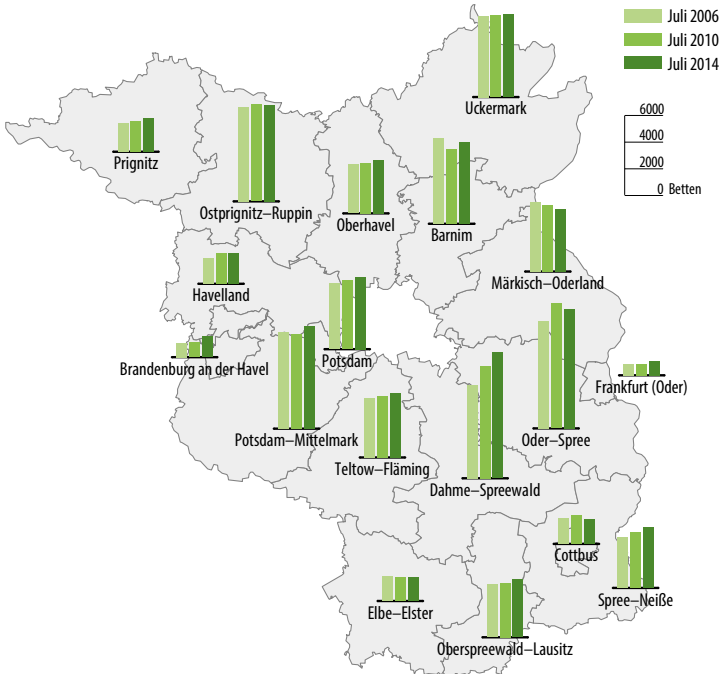 Juli 2006
Juli 2010
Juli 2014
Uckermark
6000
4000
2000
0 Betten
Prignitz
Ostprignitz–Ruppin
Oberhavel
Barnim
Märkisch–Oderland
Havelland
Potsdam
Brandenburg an der Havel
Frankfurt (Oder)
Potsdam–Mittelmark
Oder–Spree
Teltow–Fläming
Dahme–Spreewald
Cottbus
Spree–Neiße
Elbe–Elster
Oberspreewald–Lausitz